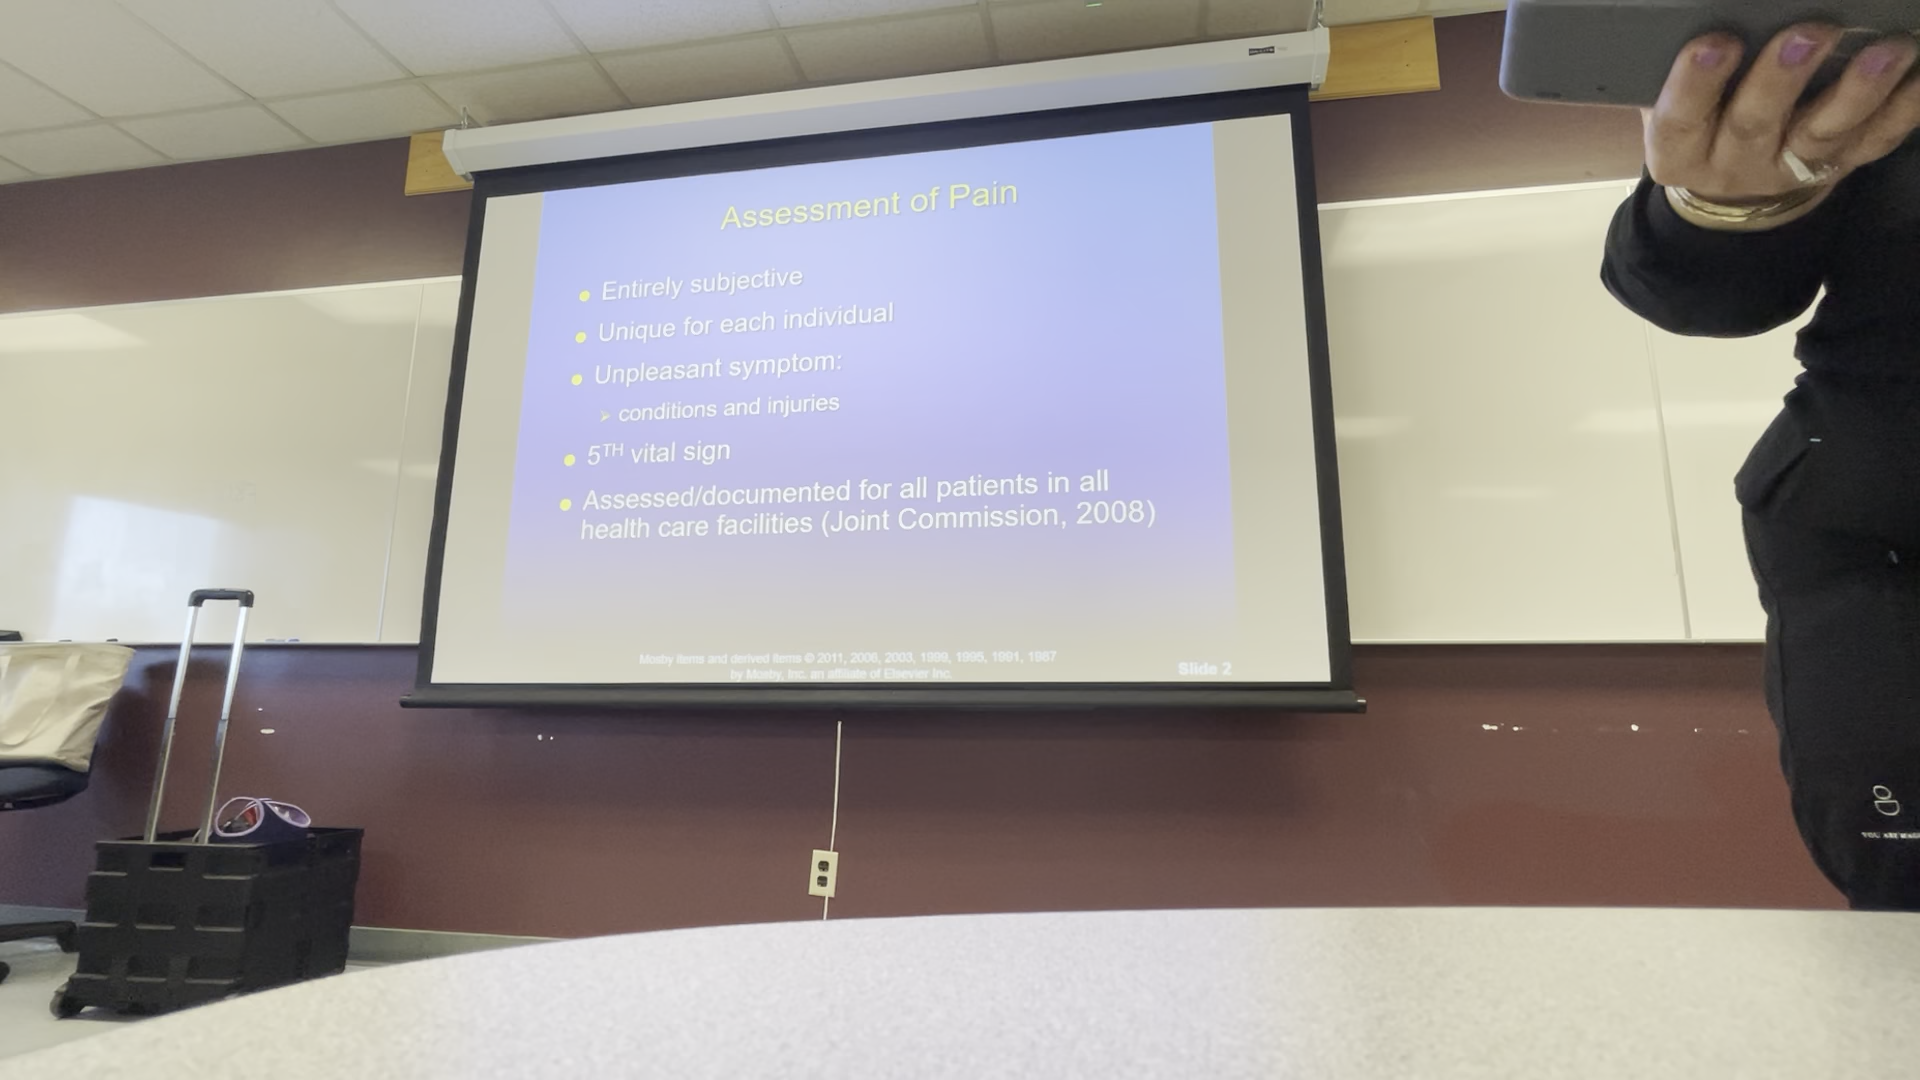 Assessment of Pain
Entirely subjective
Unique for each individual
Unpleasant symptom:
conditions and injuries
5TH vital sign
Assessed/documented for all patients in all
health care facilities (Joint Commission, 2008)
Mosby items and derived items © 2011, 2006, 2003, 1999, 1995, 1991, 1987
by Mosby, Inc. an affiliate of Elsevier Inc.
Slide 2
YOU ARE